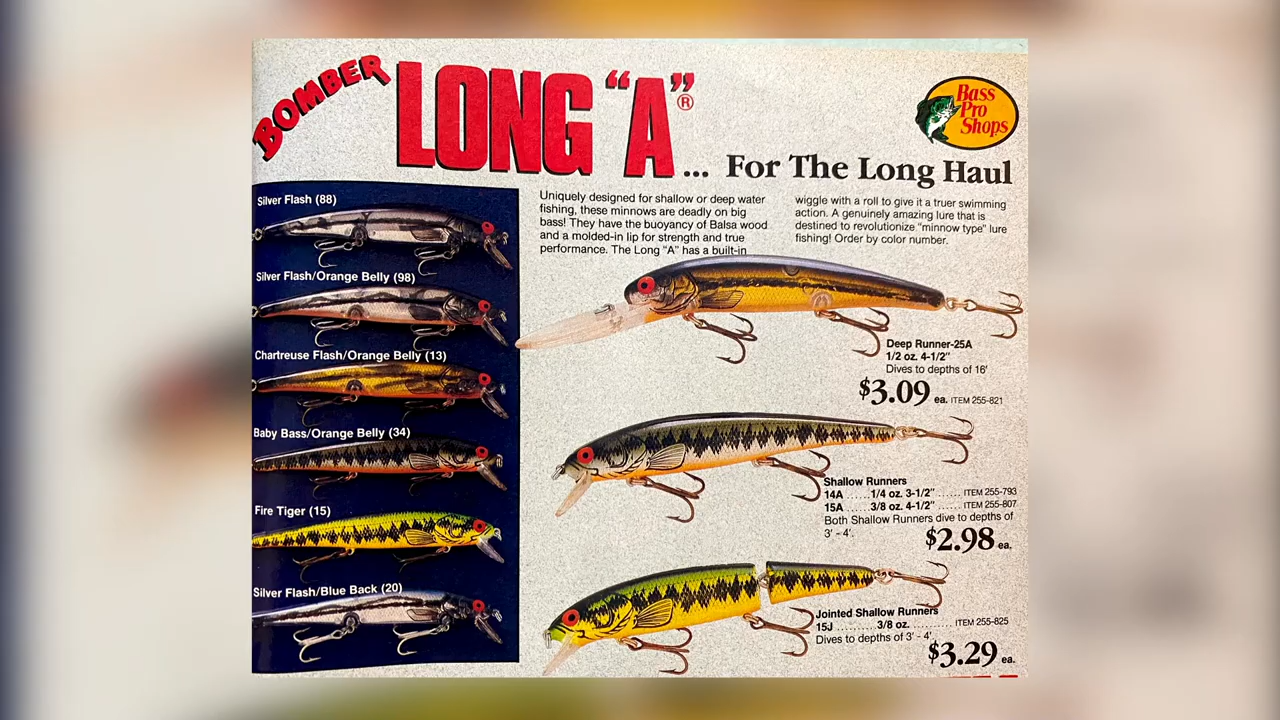 BOMBER
LONG "A"®
... For The Long Haul
Bass
Pro
Shops
Silver Flash (88)
Silver Flash/Orange Belly (98)
Chartreuse Flash/Orange Belly (13)
Baby Bass/Orange Belly (34)
Fire Tiger (15)
Silver Flash/Blue Back (20)
Uniquely designed for shallow or deep water
fishing, these minnows are deadly on big
bass! They have the buoyancy of Balsa wood
and a molded-in lip for strength and true
performance. The Long "A" has a built-in
wiggle with a roll to give it a truer swimming
action. A genuinely amazing lure that is
destined to revolutionize "minnow type" lure
fishing! Order by color number.
Deep Runner-25A
1/2 oz. 4-1/2"
Dives to depths of 16'
$3.09 ea. ITEM 255-821
Shallow Runners
14A ..... 1/4 oz. 3-1/2" ...... ITEM 255-793
15A ..... 3/8 oz. 4-1/2" ...... ITEM 255-807
Both Shallow Runners dive to depths of
3' - 4'.
$2.98 ea.
Jointed Shallow Runners
15J .......... 3/8 oz. .......... ITEM 255-825
Dives to depths of 3' - 4'.
$3.29 ea.